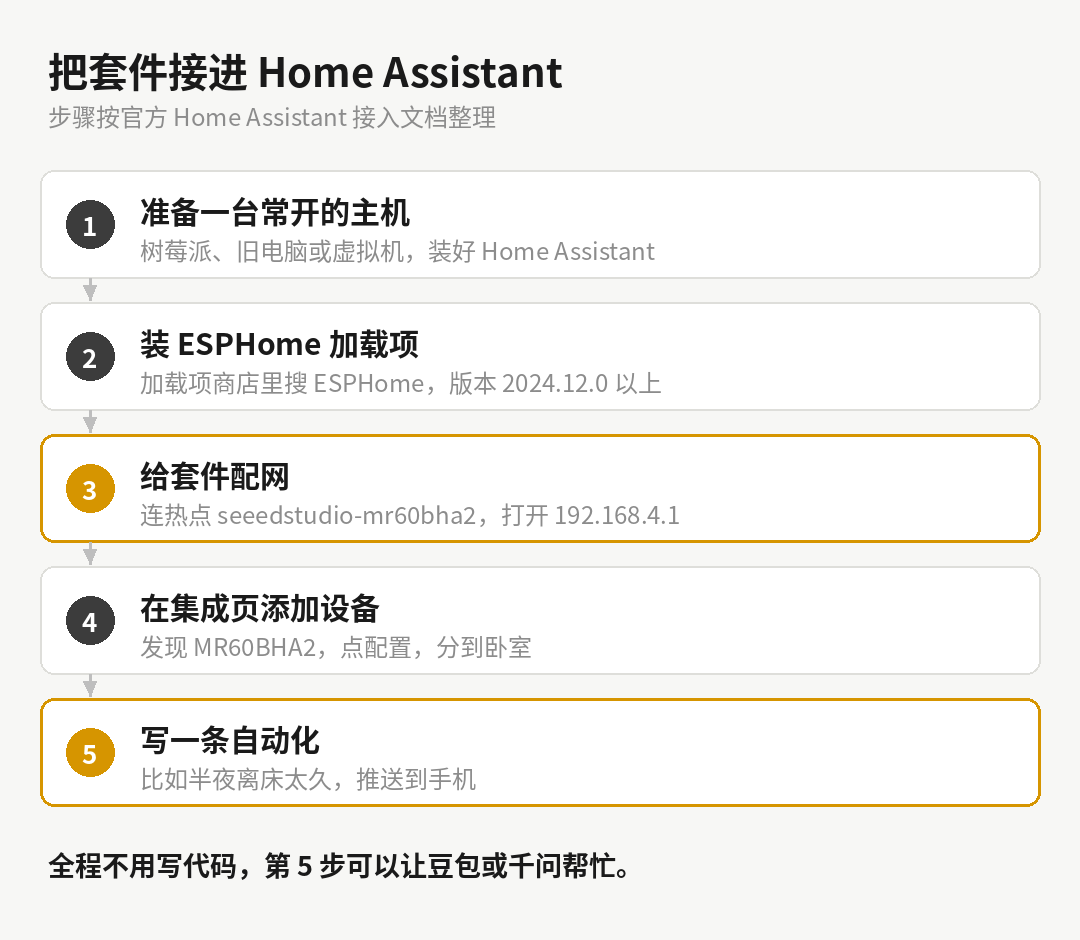 把套件接进 Home Assistant
步骤按官方 Home Assistant 接入文档整理
1
准备一台常开的主机
树莓派、旧电脑或虚拟机，装好 Home Assistant
2
装 ESPHome 加载项
加载项商店里搜 ESPHome，版本 2024.12.0 以上
3
给套件配网
连热点 seeedstudio-mr60bha2，打开 192.168.4.1
4
在集成页添加设备
发现 MR60BHA2，点配置，分到卧室
5
写一条自动化
比如半夜离床太久，推送到手机
全程不用写代码，第 5 步可以让豆包或千问帮忙。